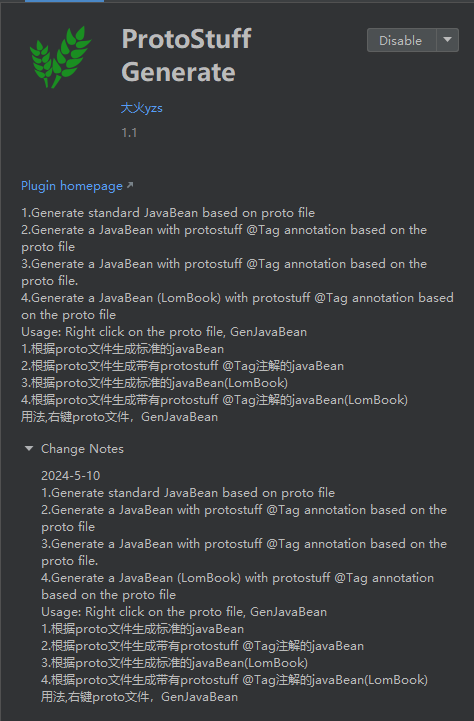 ProtoStuff
Generate
Disable
大火yzs
1.1
Plugin homepage
1.Generate standard JavaBean based on proto file
2.Generate a JavaBean with protostuff @Tag annotation based on the
proto file
3.Generate a JavaBean with protostuff @Tag annotation based on the
proto file.
4.Generate a JavaBean (LomBook) with protostuff @Tag annotation based
on the proto file
Usage: Right click on the proto file, GenJavaBean
1.根据proto文件生成标准的javaBean
2.根据proto文件生成带有protostuff @Tag注解的javaBean
3.根据proto文件生成标准的javaBean(LomBook)
4.根据proto文件生成带有protostuff @Tag注解的javaBean(LomBook)
用法,右键proto文件，GenJavaBean
Change Notes
2024-5-10
1.Generate standard JavaBean based on proto file
2.Generate a JavaBean with protostuff @Tag annotation based on the
proto file
3.Generate a JavaBean with protostuff @Tag annotation based on the
proto file.
4.Generate a JavaBean (LomBook) with protostuff @Tag annotation
based on the proto file
Usage: Right click on the proto file, GenJavaBean
1.根据proto文件生成标准的javaBean
2.根据proto文件生成带有protostuff @Tag注解的javaBean
3.根据proto文件生成标准的javaBean(LomBook)
4.根据proto文件生成带有protostuff @Tag注解的javaBean(LomBook)
用法,右键proto文件，GenJavaBean